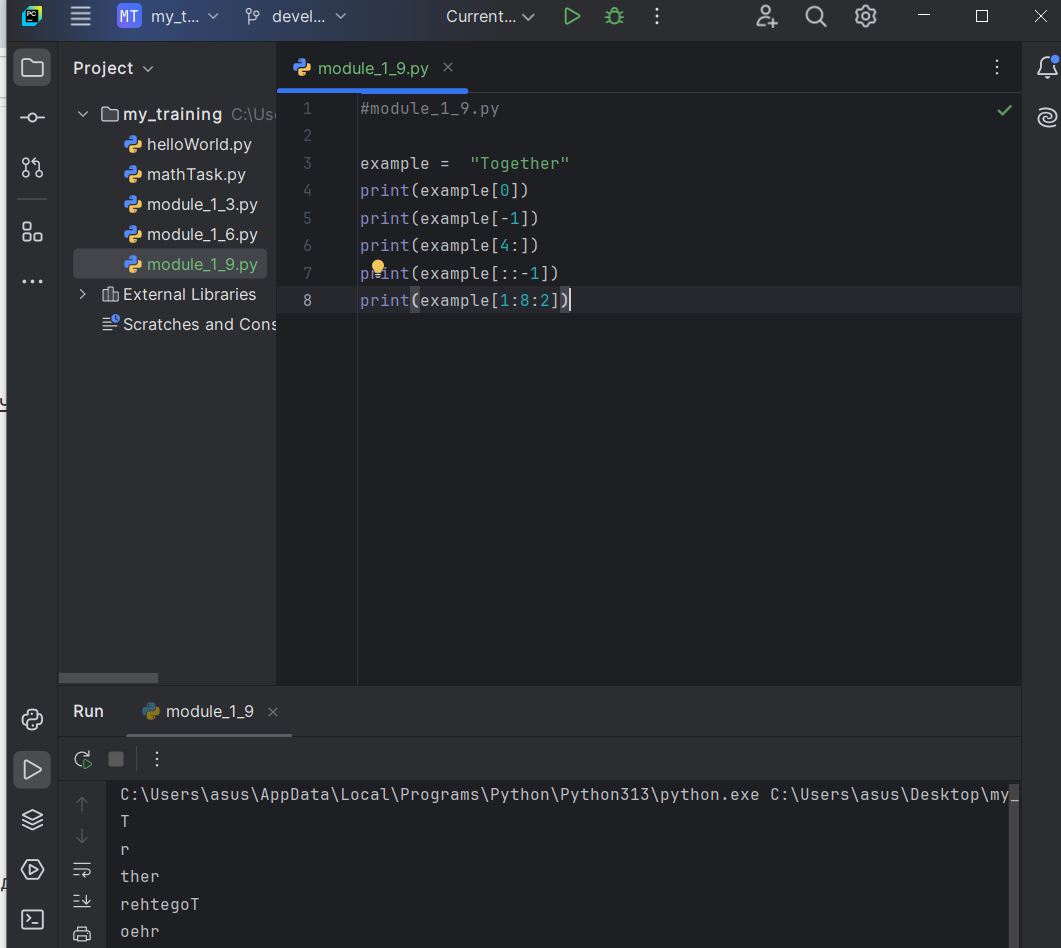 PC MT my_t... devel... Current...
Project
my_training C:\Use
helloWorld.py
mathTask.py
module_1_3.py
module_1_6.py
module_1_9.py
External Libraries
Scratches and Cons
module_1_9.py
1 #module_1_9.py
2
3 example =  "Together"
4 print(example[0])
5 print(example[-1])
6 print(example[4:])
7 print(example[::-1])
8 print(example[1:8:2])
Run module_1_9
C:\Users\asus\AppData\Local\Programs\Python\Python313\python.exe C:\Users\asus\Desktop\my_
T
r
ther
rehtegoT
oehr